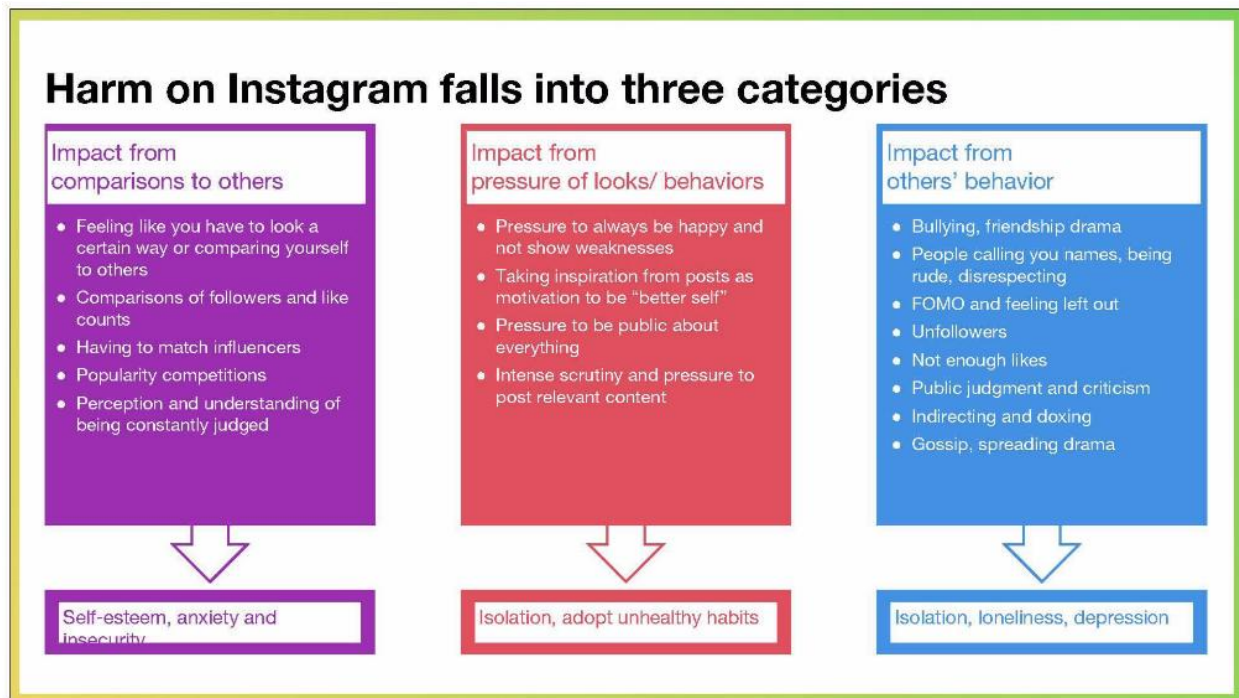 Harm on Instagram falls into three categories
Impact from
comparisons to others
• Feeling like you have to look a
certain way or comparing yourself
to others
• Comparisons of followers and like
counts
• Having to match influencers
• Popularity competitions
• Perception and understanding of
being constantly judged
Self-esteem, anxiety and
insecurity
Impact from
pressure of looks/ behaviors
• Pressure to always be happy and
not show weaknesses
• Taking inspiration from posts as
motivation to be “better self”
• Pressure to be public about
everything
• Intense scrutiny and pressure to
post relevant content
Isolation, adopt unhealthy habits
Impact from
others’ behavior
• Bullying, friendship drama
• People calling you names, being
rude, disrespecting
• FOMO and feeling left out
• Unfollowers
• Not enough likes
• Public judgment and criticism
• Indirecting and doxing
• Gossip, spreading drama
Isolation, loneliness, depression